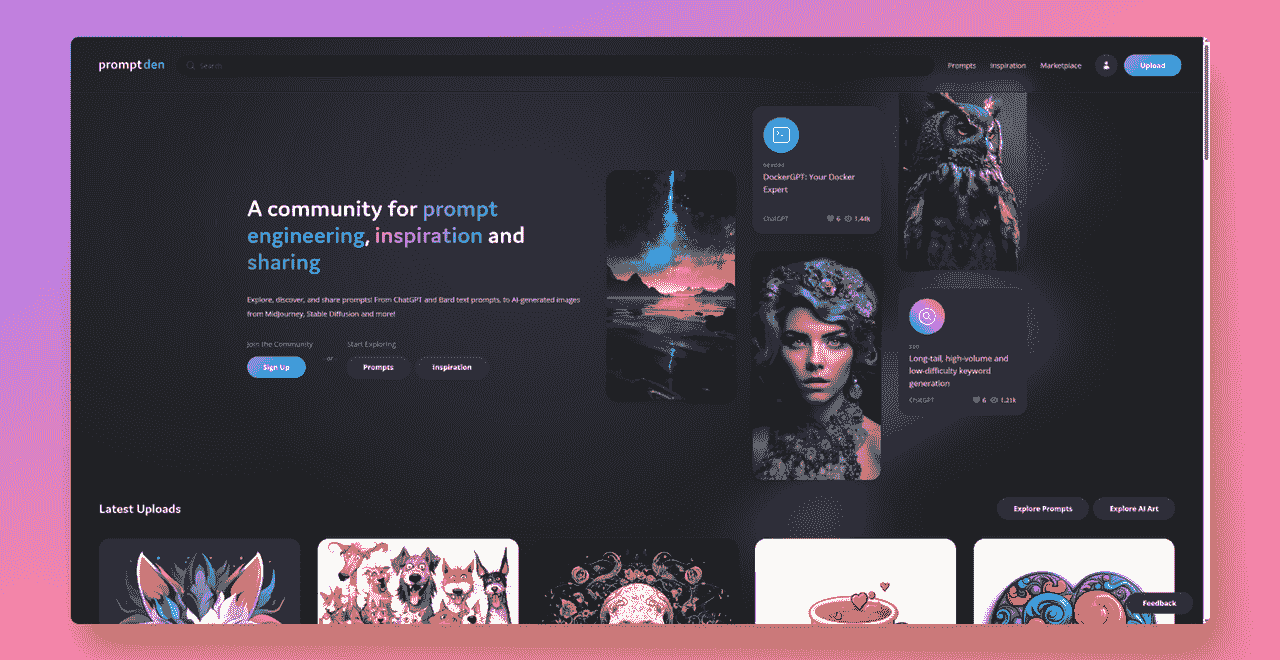 promptden
Search
Prompts
Inspiration
Marketplace
Upload
A community for prompt
engineering, inspiration and
sharing
Explore, discover, and share prompts! From ChatGPT and Bard text prompts, to AI-generated images
from Midjourney, Stable Diffusion and more!
Join the Community
Start Exploring
Sign Up
or
Prompts
Inspiration
DockerGPT: Your Docker
Expert
ChatGPT
6
1.44k
SEO
Long-tail, high-volume and
low-difficulty keyword
generation
ChatGPT
6
1.21k
Latest Uploads
Explore Prompts
Explore AI Art
Feedback